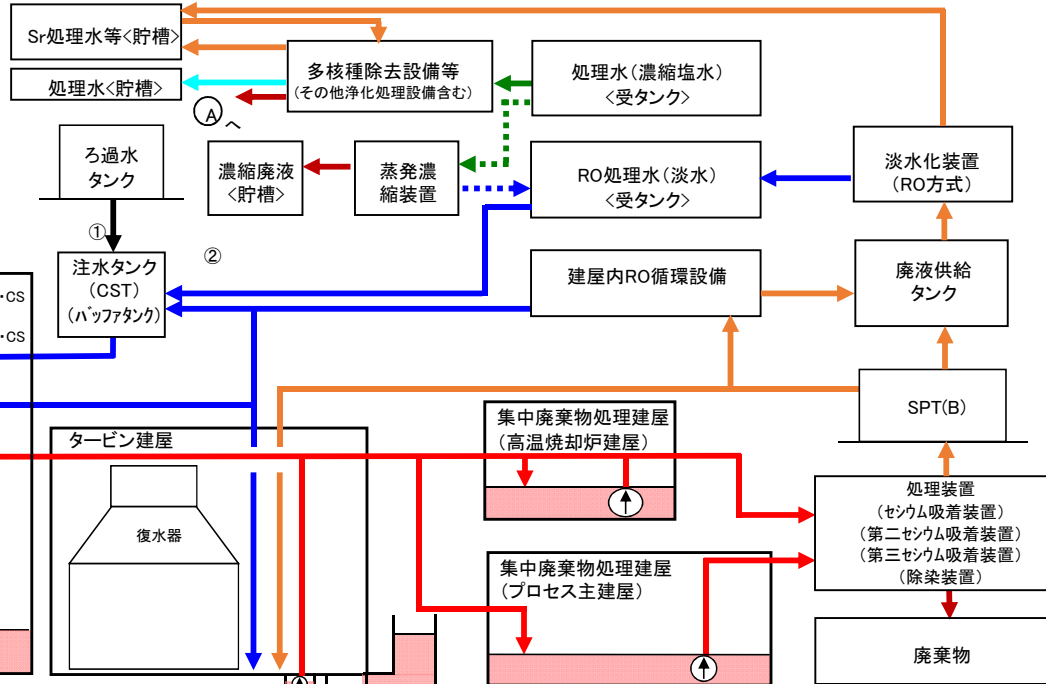 Sr処理水等<貯槽>
処理水<貯槽>
多核種除去設備等
(その他浄化処理設備含む)
Aへ
処理水(濃縮塩水)
<受タンク>
ろ過水
タンク
濃縮廃液
<貯槽>
蒸発濃
縮装置
RO処理水(淡水)
<受タンク>
淡水化装置
(RO方式)
①
②
注水タンク
(CST)
(バッファタンク)
・CS
・CS
建屋内RO循環設備
廃液供給
タンク
SPT(B)
タービン建屋
復水器
集中廃棄物処理建屋
(高温焼却炉建屋)
集中廃棄物処理建屋
(プロセス主建屋)
処理装置
(セシウム吸着装置)
(第二セシウム吸着装置)
(第三セシウム吸着装置)
(除染装置)
廃棄物